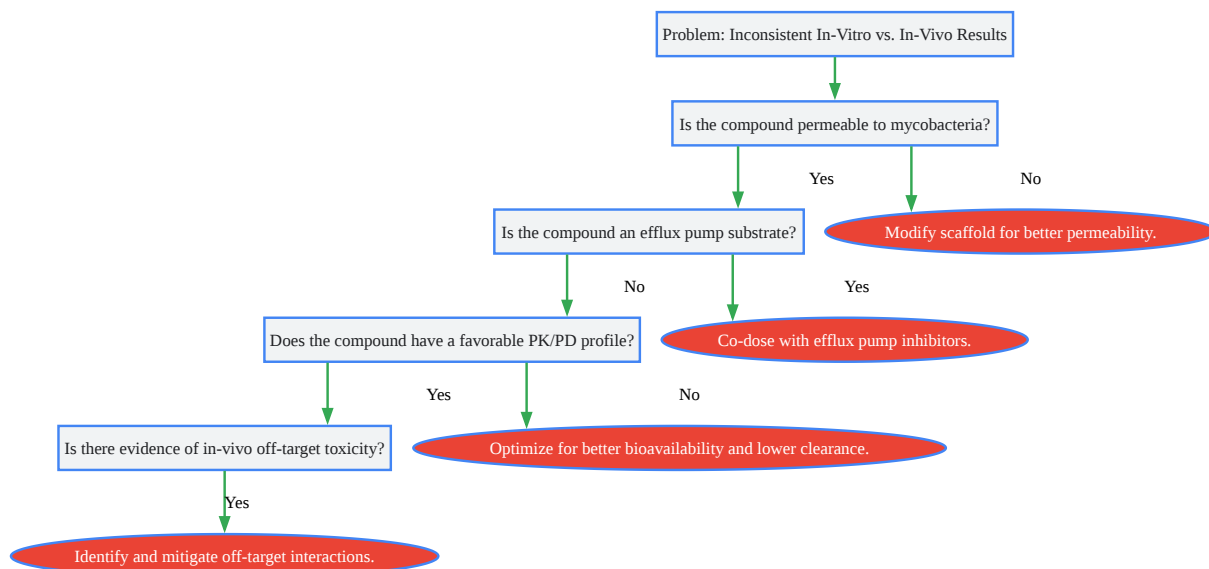 Problem: Inconsistent In-Vitro vs. In-Vivo Results
Is the compound permeable to mycobacteria?
Yes
No
Is the compound an efflux pump substrate?
Modify scaffold for better permeability.
No
Yes
Does the compound have a favorable PK/PD profile?
Co-dose with efflux pump inhibitors.
Yes
No
Is there evidence of in-vivo off-target toxicity?
Optimize for better bioavailability and lower clearance.
Yes
Identify and mitigate off-target interactions.